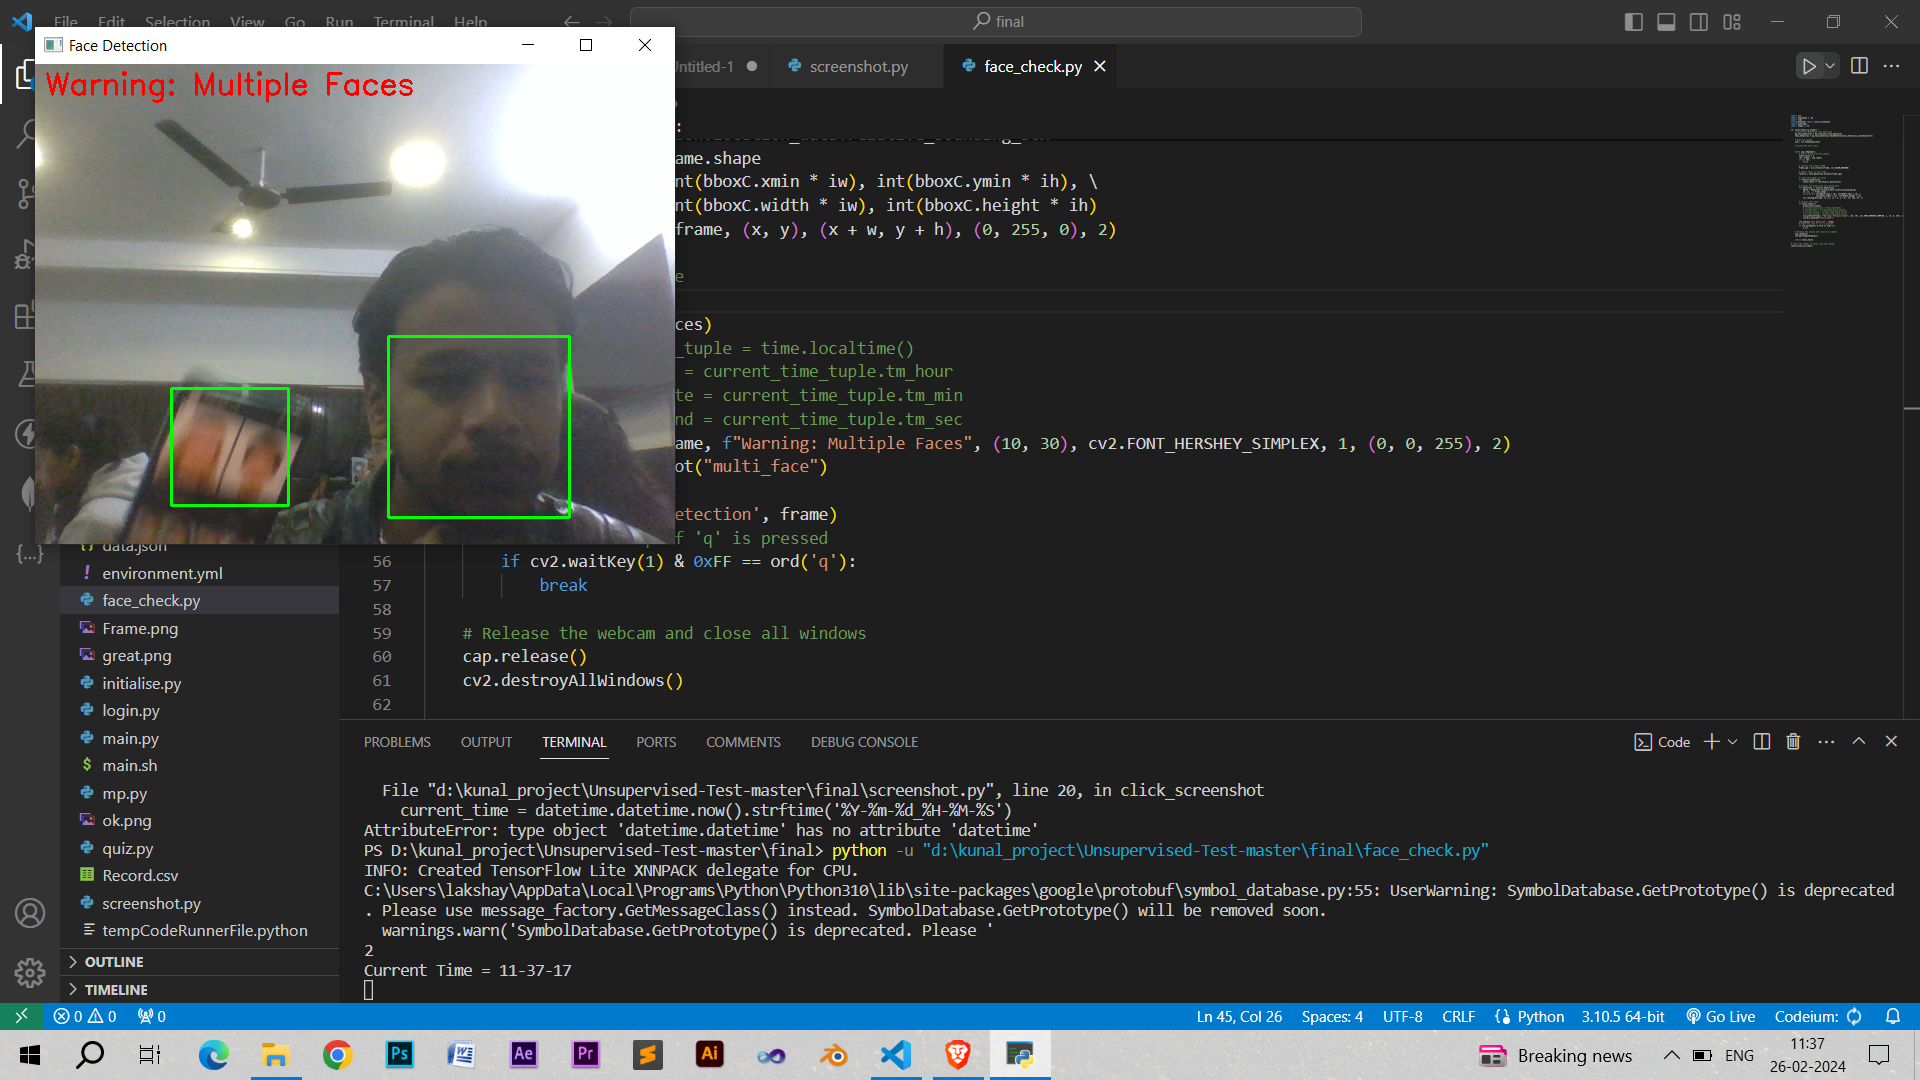 File Edit Selection View Go Run Terminal Help
final
Face Detection
Warning: Multiple Faces
Untitled-1
screenshot.py
face_check.py
:
ame.shape
nt(bboxC.xmin * iw), int(bboxC.ymin * ih), \
nt(bboxC.width * iw), int(bboxC.height * ih)
frame, (x, y), (x + w, y + h), (0, 255, 0), 2)
e
ces)
_tuple = time.localtime()
= current_time_tuple.tm_hour
te = current_time_tuple.tm_min
nd = current_time_tuple.tm_sec
ame, f"Warning: Multiple Faces", (10, 30), cv2.FONT_HERSHEY_SIMPLEX, 1, (0, 0, 255), 2)
ot("multi_face")
etection', frame)
f 'q' is pressed
56 if cv2.waitKey(1) & 0xFF == ord('q'):
57 break
58
59 # Release the webcam and close all windows
60 cap.release()
61 cv2.destroyAllWindows()
62
data.json
environment.yml
face_check.py
Frame.png
great.png
initialise.py
login.py
main.py
main.sh
mp.py
ok.png
quiz.py
Record.csv
screenshot.py
tempCodeRunnerFile.python
OUTLINE
TIMELINE
PROBLEMS OUTPUT TERMINAL PORTS COMMENTS DEBUG CONSOLE
Code
File "d:\kunal_project\Unsupervised-Test-master\final\screenshot.py", line 20, in click_screenshot
current_time = datetime.datetime.now().strftime('%Y-%m-%d_%H-%M-%S')
AttributeError: type object 'datetime.datetime' has no attribute 'datetime'
PS D:\kunal_project\Unsupervised-Test-master\final> python -u "d:\kunal_project\Unsupervised-Test-master\final\face_check.py"
INFO: Created TensorFlow Lite XNNPACK delegate for CPU.
C:\Users\lakshay\AppData\Local\Programs\Python\Python310\lib\site-packages\google\protobuf\symbol_database.py:55: UserWarning: SymbolDatabase.GetPrototype() is deprecated
. Please use message_factory.GetMessageClass() instead. SymbolDatabase.GetPrototype() will be removed soon.
warnings.warn('SymbolDatabase.GetPrototype() is deprecated. Please '
2
Current Time = 11-37-17
0 0 0
Ln 45, Col 26 Spaces: 4 UTF-8 CRLF Python 3.10.5 64-bit Go Live Codeium:
Ps Ae Pr Ai
Breaking news
ENG
11:37
26-02-2024